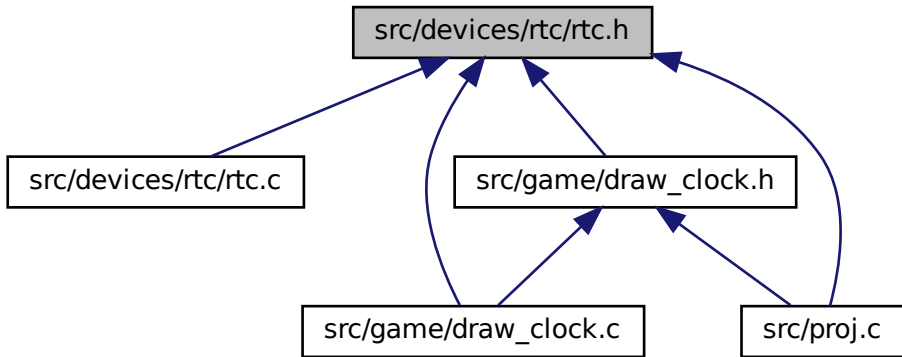 src/devices/rtc/rtc.h
src/devices/rtc/rtc.c
src/game/draw_clock.h
src/game/draw_clock.c
src/proj.c